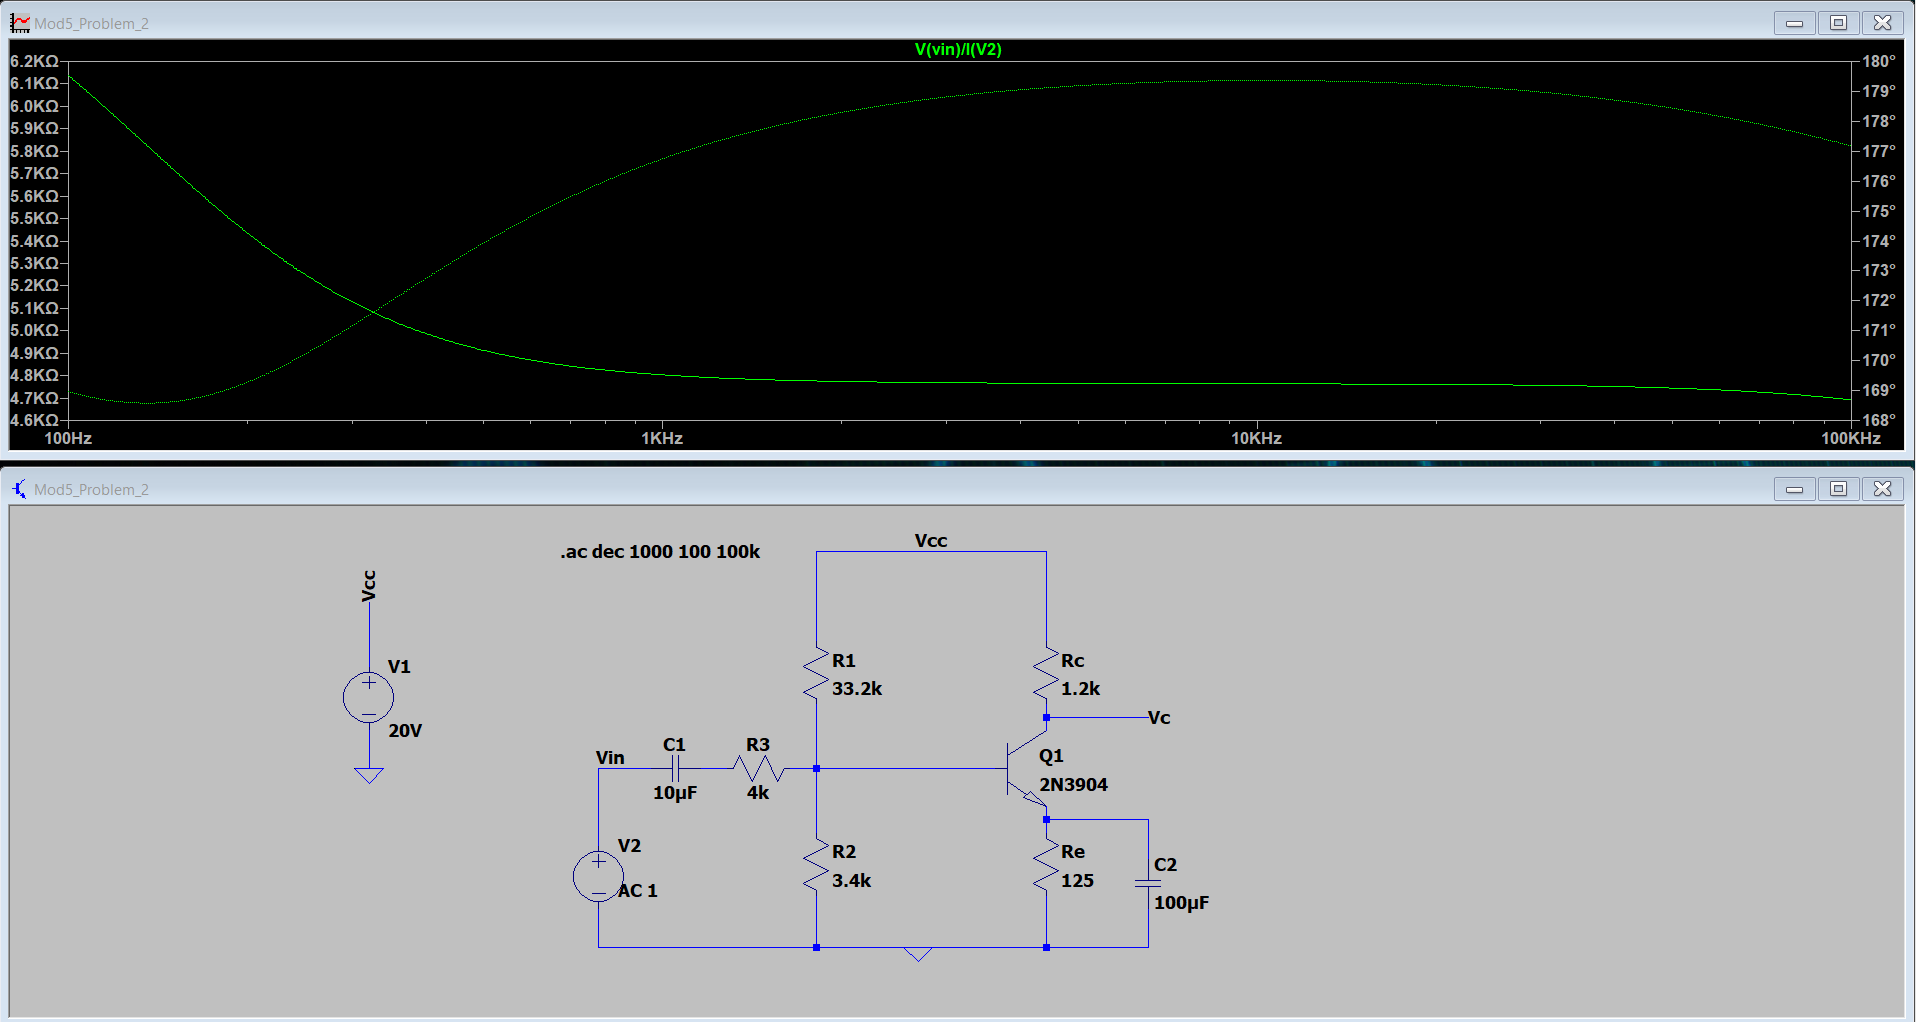 Mod5_Problem_2
V(vin)/I(V2)
6.2KΩ
6.1KΩ
6.0KΩ
5.9KΩ
5.8KΩ
5.7KΩ
5.6KΩ
5.5KΩ
5.4KΩ
5.3KΩ
5.2KΩ
5.1KΩ
5.0KΩ
4.9KΩ
4.8KΩ
4.7KΩ
4.6KΩ
180°
179°
178°
177°
176°
175°
174°
173°
172°
171°
170°
169°
168°
100Hz
1KHz
10KHz
100KHz
Mod5_Problem_2
.ac dec 1000 100 100k
Vcc
Vcc
V1
20V
R1
33.2k
Rc
1.2k
Vc
Vin
C1
10µF
R3
4k
Q1
2N3904
V2
AC 1
R2
3.4k
Re
125
C2
100µF